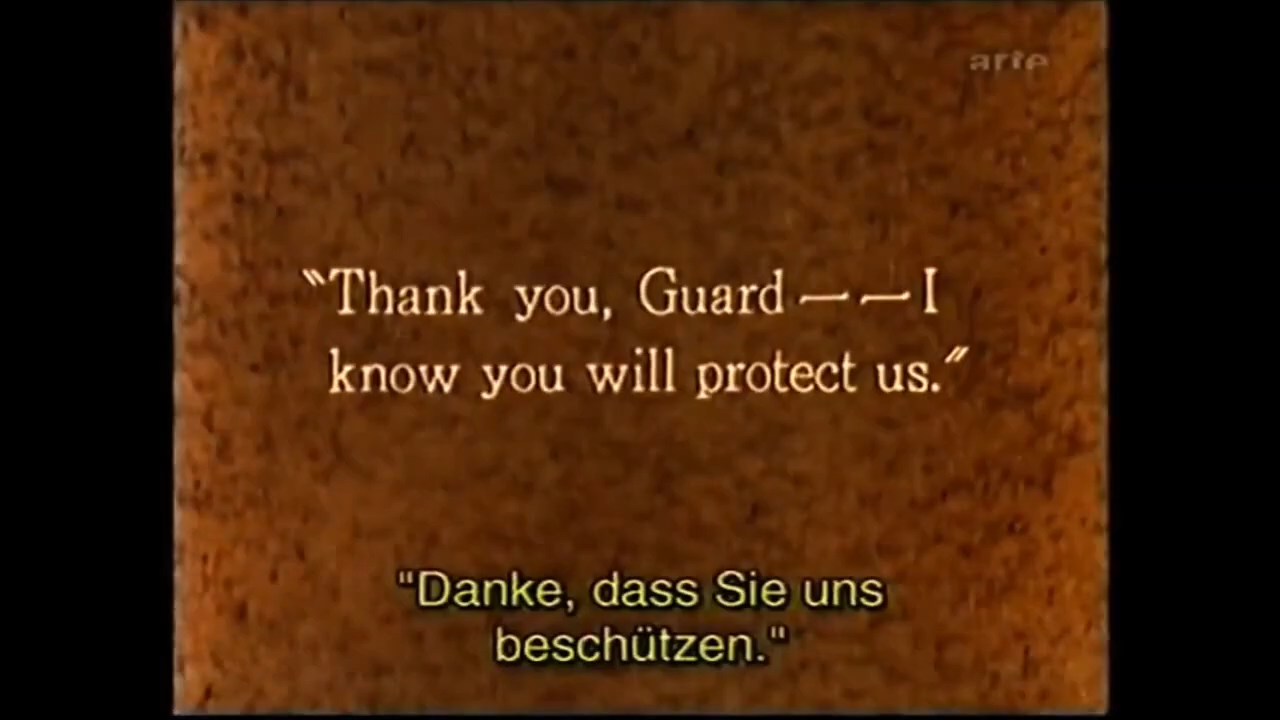 arte
"Thank you, Guard — — I
know you will protect us."
"Danke, dass Sie uns
beschützen."